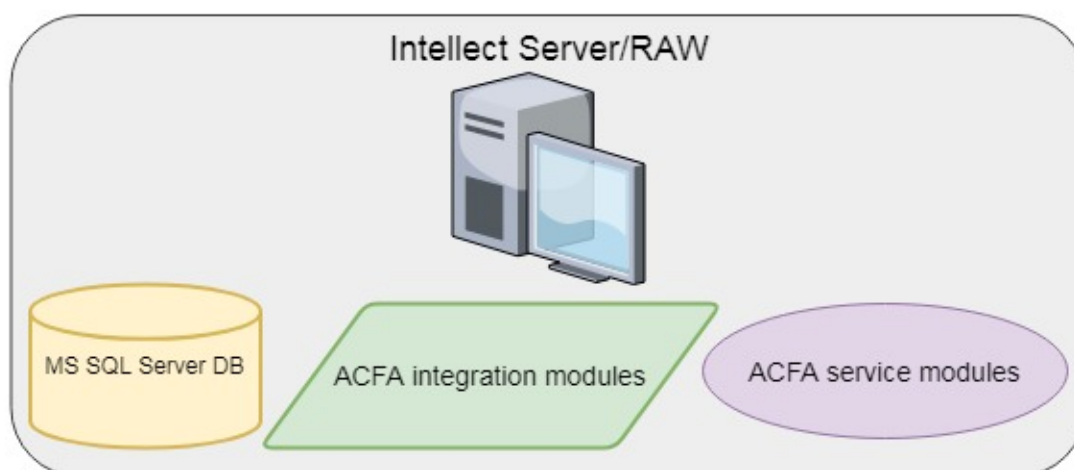 Intellect Server/RAW
MS SQL Server DB
ACFA integration modules
ACFA service modules